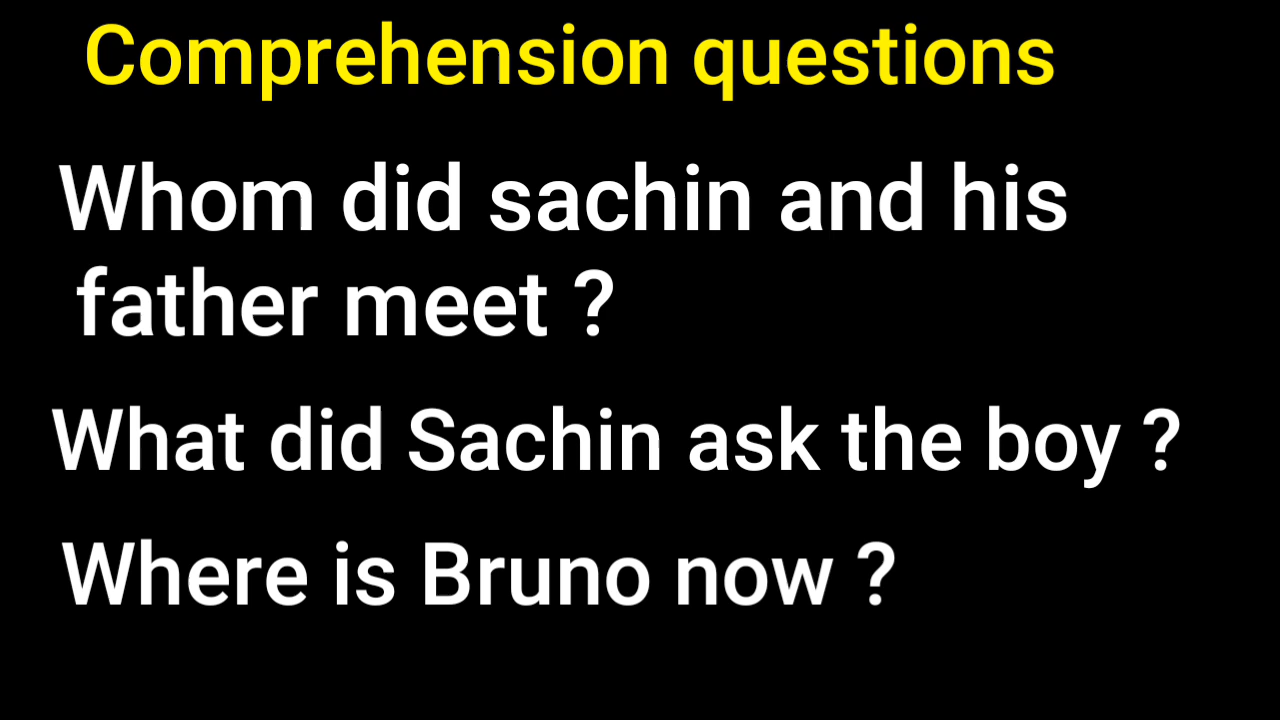 Comprehension questions
Whom did sachin and his
father meet ?
What did Sachin ask the boy ?
Where is Bruno now ?